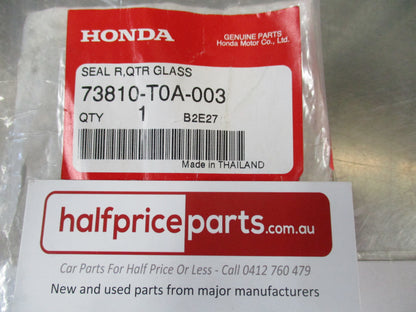 HONDA
GENUINE PARTS
Honda Motor Co., Ltd.
SEAL R,QTR GLASS
73810-T0A-003
QTY 1 B2E27
Made in THAILAND
halfpriceparts.com.au
Car Parts For Half Price Or Less - Call 0412 760 479
New and used parts from major manufacturers